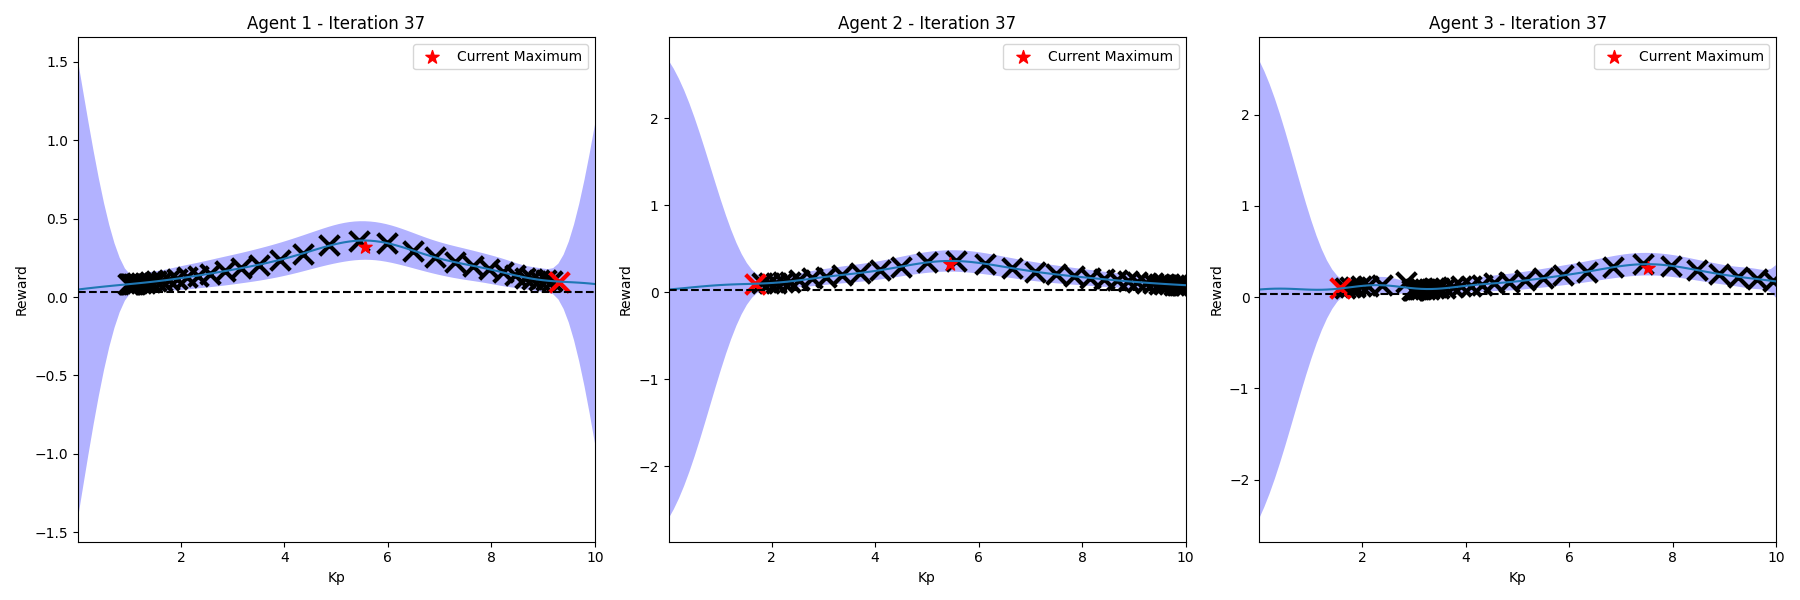 Agent 1 - Iteration 37
Current Maximum
1.5
1.0
0.5
0.0
−0.5
−1.0
−1.5
Reward
2
4
6
8
10
Kp
Agent 2 - Iteration 37
Current Maximum
2
1
0
−1
−2
Reward
2
4
6
8
10
Kp
Agent 3 - Iteration 37
Current Maximum
2
1
0
−1
−2
Reward
2
4
6
8
10
Kp